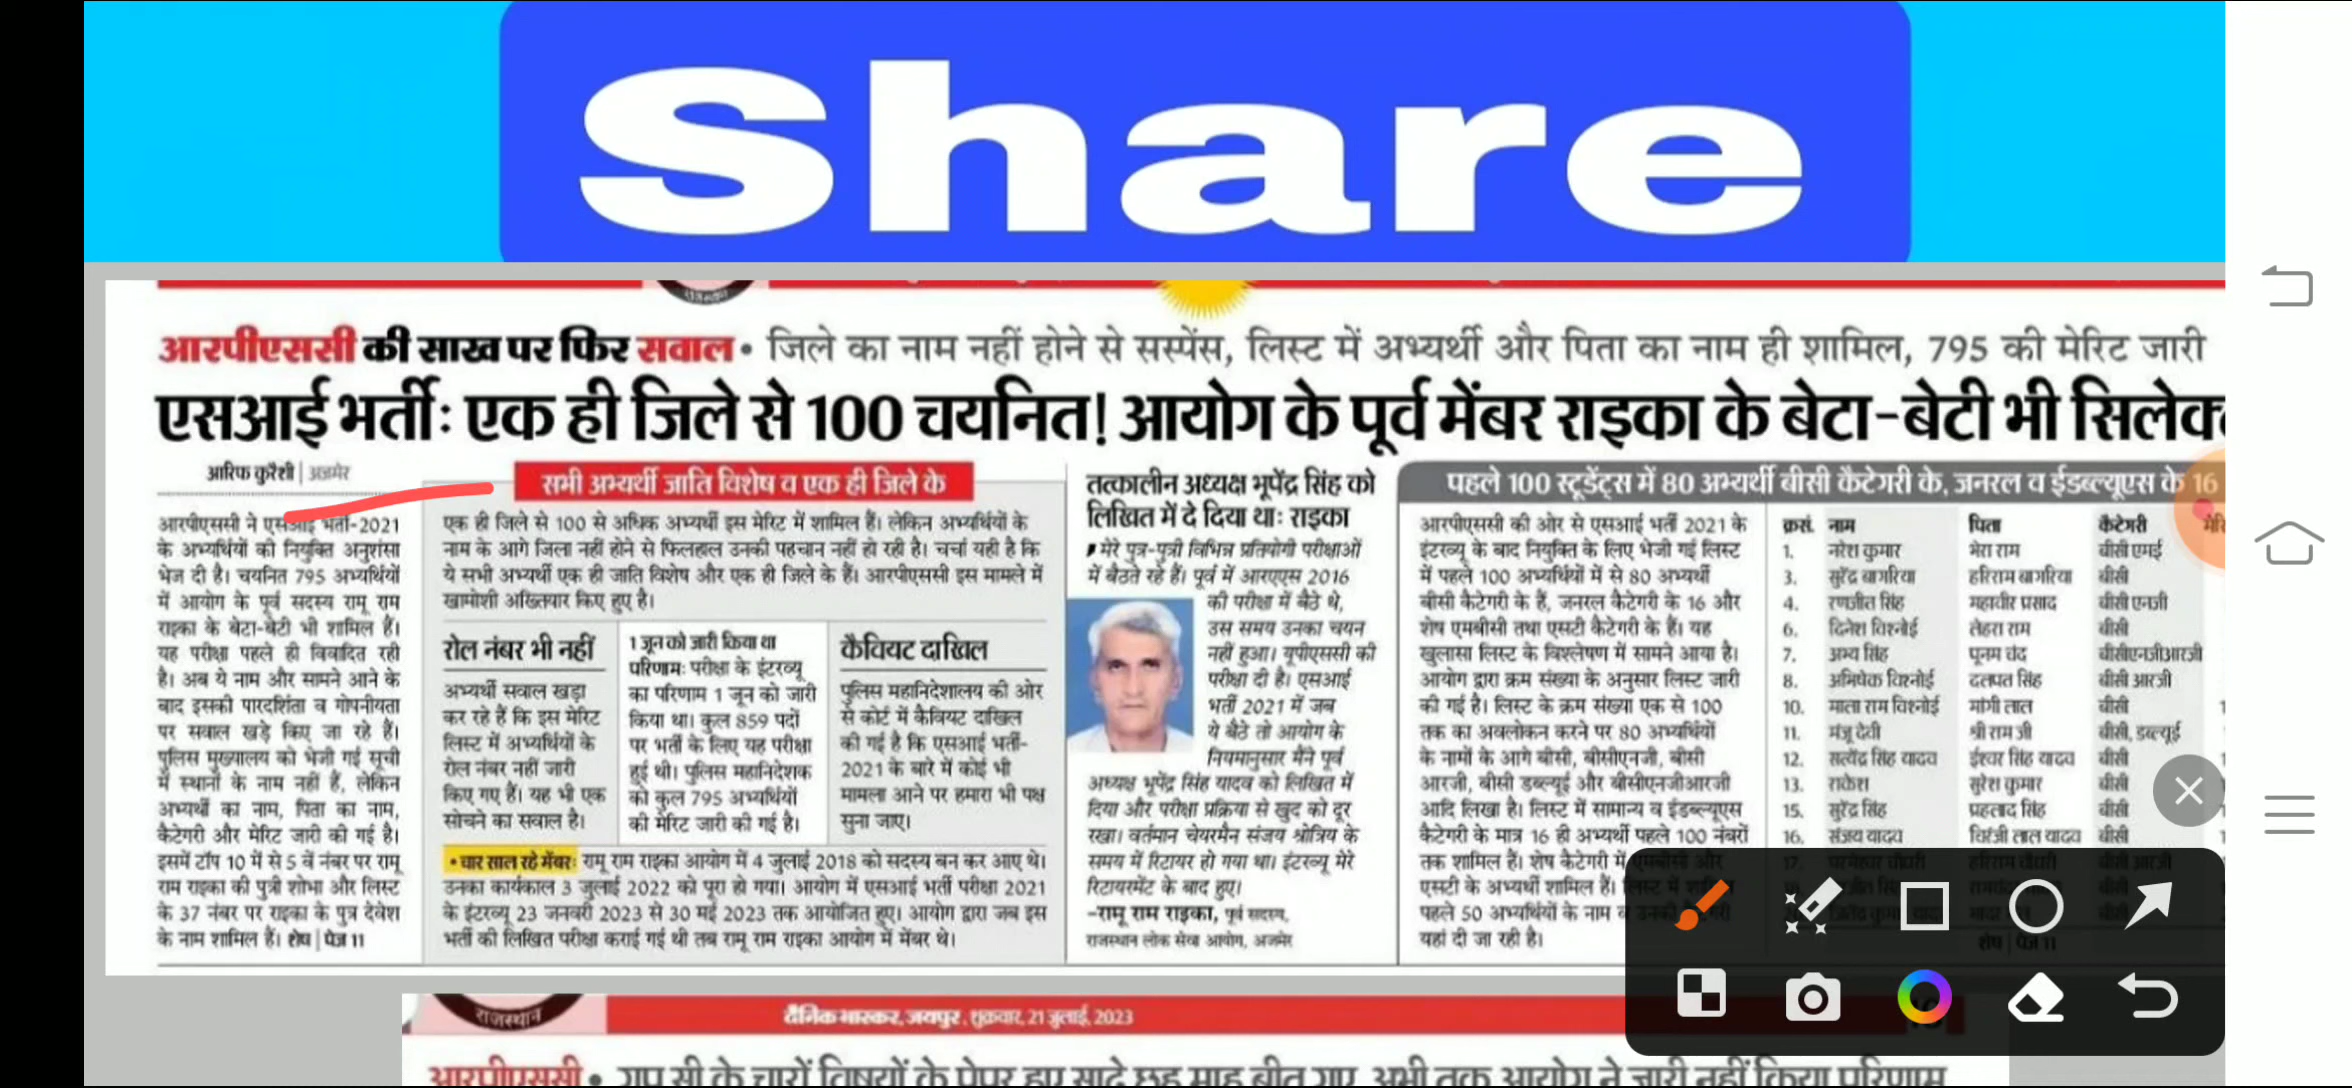 Share
आरपीएससी की साख पर फिर सवाल • जिले का नाम नहीं होने से सस्पेंस, लिस्ट में अभ्यर्थी और पिता का नाम ही शामिल, 795 की मेरिट जारी
एसआई भर्ती: एक ही जिले से 100 चयनित! आयोग के पूर्व मेंबर राइका के बेटा-बेटी भी
आरिफ कुरैशी | अजमेर
आरपीएससी ने एसआई भर्ती-2021
के अभ्यर्थियों की नियुक्ति अनुशंसा
भेज दी है। चयनित 795 अभ्यर्थियों
में आयोग के पूर्व सदस्य रामू राम
राइका के बेटा-बेटी भी शामिल हैं।
यह परीक्षा पहले ही विवादित रही
है। अब ये नाम और सामने आने के
बाद इसकी पारदर्शिता व गोपनीयता
पर सवाल खड़े किए जा रहे हैं।
पुलिस मुख्यालय को भेजी गई सूची
में स्थानों के नाम नहीं हैं, लेकिन
अभ्यर्थी का नाम, पिता का नाम,
कैटेगरी और मेरिट जारी की गई है।
इसमें टॉप 10 में से 5 वें नंबर पर रामू
राम राइका की पुत्री शोभा और लिस्ट
के 37 नंबर पर राइका के पुत्र देवेश
के नाम शामिल हैं। शेष | पेज 11
सभी अभ्यर्थी जाति विशेष व एक ही जिले के
एक ही जिले से 100 से अधिक अभ्यर्थी इस मेरिट में शामिल हैं। लेकिन अभ्यर्थियों के
नाम के आगे जिला नहीं होने से फिलहाल उनकी पहचान नहीं हो रही है। चर्चा यही है कि
ये सभी अभ्यर्थी एक ही जाति विशेष और एक ही जिले के हैं। आरपीएससी इस मामले में
खामोशी अख्तियार किए हुए है।
रोल नंबर भी नहीं
अभ्यर्थी सवाल खड़ा
कर रहे हैं कि इस मेरिट
लिस्ट में अभ्यर्थियों के
रोल नंबर नहीं जारी
किए गए हैं। यह भी एक
सोचने का सवाल है।
1 जून को जारी किया था
परिणाम: परीक्षा के इंटरव्यू
का परिणाम 1 जून को जारी
किया था। कुल 859 पदों
पर भर्ती के लिए यह परीक्षा
हुई थी। पुलिस महानिदेशक
को कुल 795 अभ्यर्थियों
की मेरिट जारी की गई है।
कैवियट दाखिल
पुलिस महानिदेशालय की ओर
से कोर्ट में कैवियट दाखिल
की गई है कि एसआई भर्ती-
2021 के बारे में कोई भी
मामला आने पर हमारा भी पक्ष
सुना जाए।
• चार साल रहे मेंबर: रामू राम राइका आयोग में 4 जुलाई 2018 को सदस्य बन कर आए थे।
उनका कार्यकाल 3 जुलाई 2022 को पूरा हो गया। आयोग में एसआई भर्ती परीक्षा 2021
के इंटरव्यू 23 जनवरी 2023 से 30 मई 2023 तक आयोजित हुए। आयोग द्वारा जब इस
भर्ती की लिखित परीक्षा कराई गई थी तब रामू राम राइका आयोग में मेंबर थे।
तत्कालीन अध्यक्ष भूपेंद्र सिंह को
लिखित में दे दिया था: राइका
मेरे पुत्र-पुत्री विभिन्न प्रतियोगी परीक्षाओं
में बैठते रहे हैं। पूर्व में आरएएस 2016
की परीक्षा में बैठे थे,
उस समय उनका चयन
नहीं हुआ। यूपीएससी की
परीक्षा दी है। एसआई
भर्ती 2021 में जब
ये बैठे तो आयोग के
नियमानुसार मैंने पूर्व
अध्यक्ष भूपेंद्र सिंह यादव को लिखित में
दिया और परीक्षा प्रक्रिया से खुद को दूर
रखा। वर्तमान चेयरमैन संजय श्रोत्रिय के
समय में रिटायर हो गया था। इंटरव्यू मेरे
रिटायरमेंट के बाद हुए।
-रामू राम राइका, पूर्व सदस्य,
राजस्थान लोक सेवा आयोग, अजमेर
पहले 100 स्टूडेंट्स में 80 अभ्यर्थी बीसी कैटेगरी के, जनरल व ईडब्ल्यूएस के 16
आरपीएससी की ओर से एसआई भर्ती 2021 के
इंटरव्यू के बाद नियुक्ति के लिए भेजी गई लिस्ट
में पहले 100 अभ्यर्थियों में से 80 अभ्यर्थी
बीसी कैटेगरी के हैं, जनरल कैटेगरी के 16 और
शेष एमबीसी तथा एसटी कैटेगरी के हैं। यह
खुलासा लिस्ट के विश्लेषण में सामने आया है।
आयोग द्वारा क्रम संख्या के अनुसार लिस्ट जारी
की गई है। लिस्ट के क्रम संख्या एक से 100
तक का अवलोकन करने पर 80 अभ्यर्थियों
के नामों के आगे बीसी, बीसीएनजी, बीसी
आरजी, बीसी डब्ल्यूई और बीसीएनजीआरजी
आदि लिखा है। लिस्ट में सामान्य व ईडब्ल्यूएस
कैटेगरी के मात्र 16 ही अभ्यर्थी पहले 100 नंबरों
तक शामिल हैं। शेष कैटेगरी में एमबीसी और
एसटी के अभ्यर्थी शामिल हैं। लिस्ट में
पहले 50 अभ्यर्थियों के नाम व उनकी
यहां दी जा रही है।
क्रसं. नाम पिता कैटेगरी
1. नरेश कुमार भेरा राम बीसी एमई
3. सुरेंद्र बागरिया हरिराम बागरिया बीसी
4. रणजीत सिंह महावीर प्रसाद बीसी एनजी
6. दिनेश विश्नोई लेहरा राम बीसी
7. अभय सिंह पूनम चंद बीसीएनजीआरजी
8. अभिषेक विश्नोई दलपत सिंह बीसी आरजी
10. माला राम विश्नोई मांगी लाल बीसी
11. मंजू देवी श्री राम जी बीसी, डब्ल्यूई
12. सत्येंद्र सिंह यादव ईश्वर सिंह यादव बीसी
13. राकेश सुरेश कुमार बीसी
15. सुरेंद्र सिंह प्रहलाद सिंह बीसी
16. संजय यादव चिरंजी लाल यादव बीसी
17. परमेश्वर चौधरी हरिराम चौधरी बीसी आरजी
शेष | पेज 11
राजस्थान
दैनिक भास्कर, जयपुर, शुक्रवार, 21 जुलाई, 2023
आरपीएससी •